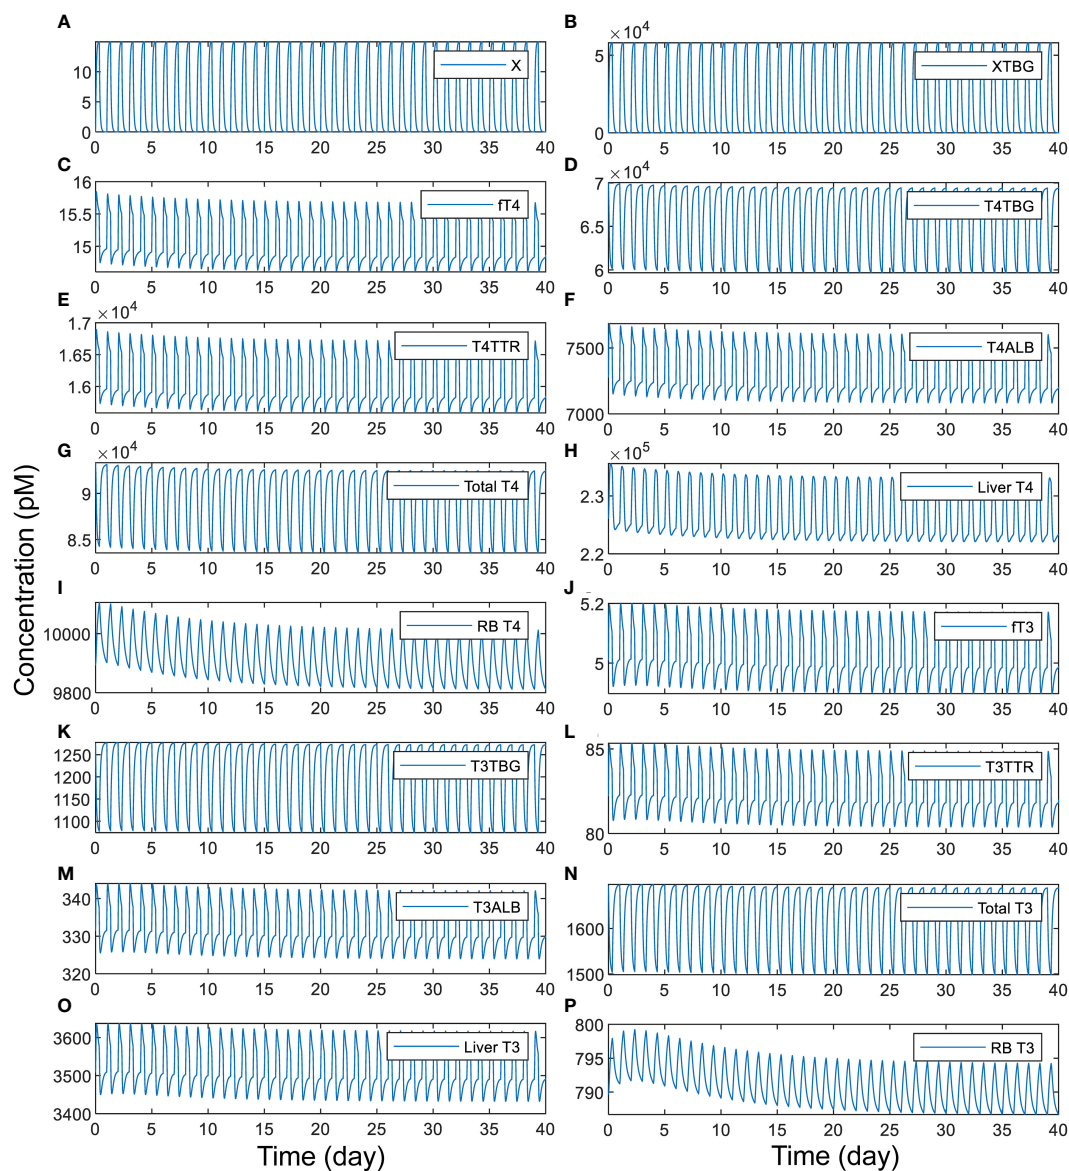 A
X
10
5
0
0 5 10 15 20 25 30 35 40
B
×10⁴
XTBG
5
0
0 5 10 15 20 25 30 35 40
C
16
fT4
15.5
15
0 5 10 15 20 25 30 35 40
D
×10⁴
7
T4TBG
6.5
6
0 5 10 15 20 25 30 35 40
E
×10⁴
1.7
T4TTR
1.65
1.6
0 5 10 15 20 25 30 35 40
F
7500
T4ALB
7000
0 5 10 15 20 25 30 35 40
G
×10⁴
9
Total T4
8.5
0 5 10 15 20 25 30 35 40
H
×10⁵
2.3
Liver T4
2.2
0 5 10 15 20 25 30 35 40
I
10000
RB T4
9800
0 5 10 15 20 25 30 35 40
J
5.2
fT3
5
0 5 10 15 20 25 30 35 40
K
1250
T3TBG
1200
1150
1100
0 5 10 15 20 25 30 35 40
L
85
T3TTR
80
0 5 10 15 20 25 30 35 40
M
340
T3ALB
330
320
0 5 10 15 20 25 30 35 40
N
Total T3
1600
1500
0 5 10 15 20 25 30 35 40
O
3600
Liver T3
3500
3400
0 5 10 15 20 25 30 35 40
P
800
RB T3
795
790
0 5 10 15 20 25 30 35 40
Concentration (pM)
Time (day)
Time (day)